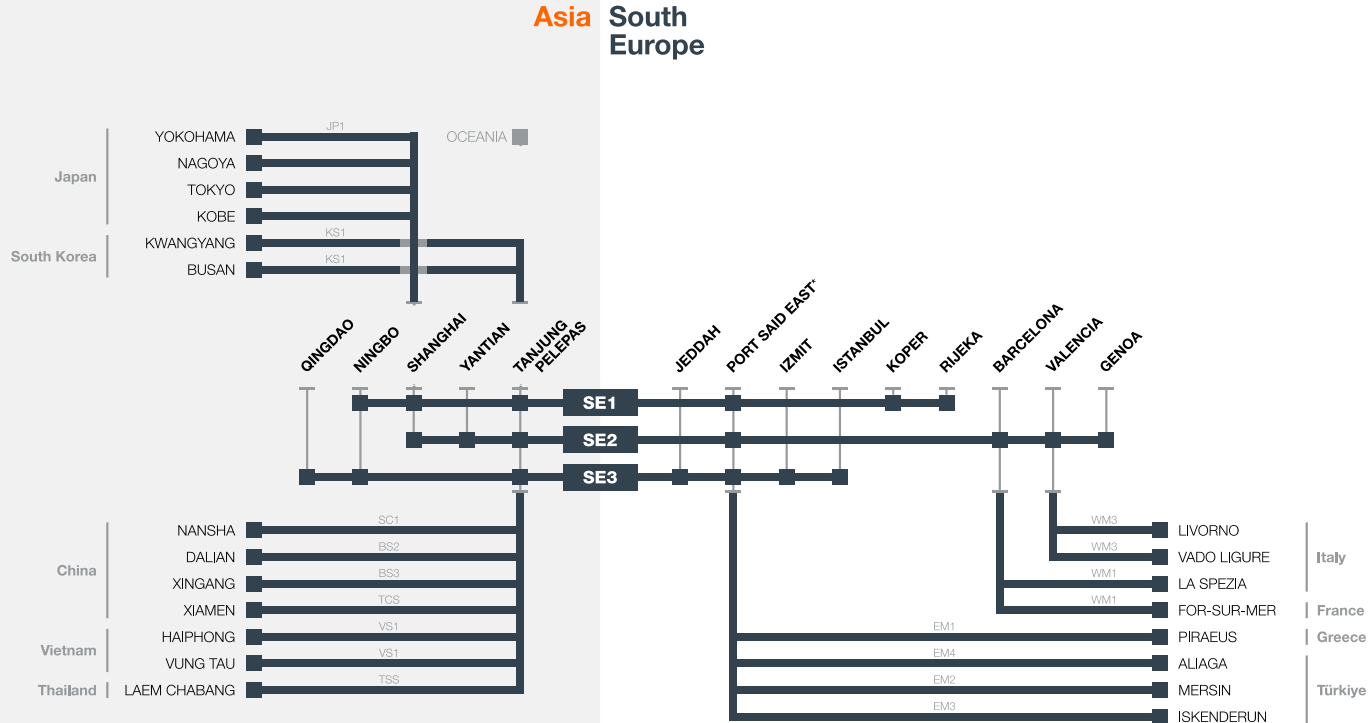 Asia
South
Europe
YOKOHAMA
JP1
OCEANIA
NAGOYA
Japan
TOKYO
KOBE
KWANGYANG
KS1
South Korea
BUSAN
KS1
QINGDAO
NINGBO
SHANGHAI
YANTIAN
TANJUNG
PELEPAS
JEDDAH
PORT SAID EAST*
IZMIT
ISTANBUL
KOPER
RIJEKA
BARCELONA
VALENCIA
GENOA
SE1
SE2
SE3
NANSHA
SC1
DALIAN
BS2
China
XINGANG
BS3
XIAMEN
TCS
HAIPHONG
VS1
Vietnam
VUNG TAU
VS1
Thailand
LAEM CHABANG
TSS
WM3
LIVORNO
WM3
VADO LIGURE
Italy
WM1
LA SPEZIA
WM1
FOR-SUR-MER
France
EM1
PIRAEUS
Greece
EM4
ALIAGA
EM2
MERSIN
Türkiye
EM3
ISKENDERUN